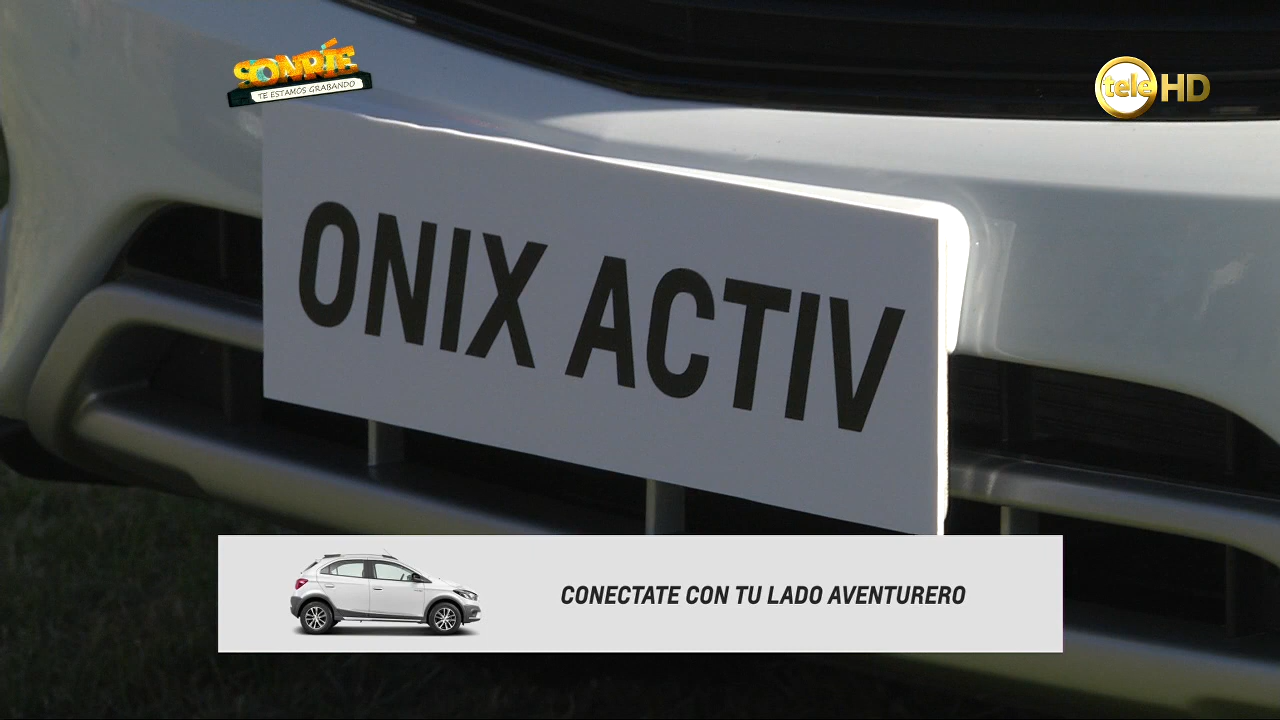 SONRÍE
TE ESTAMOS GRABANDO
tele HD
ONIX ACTIV
CONECTATE CON TU LADO AVENTURERO